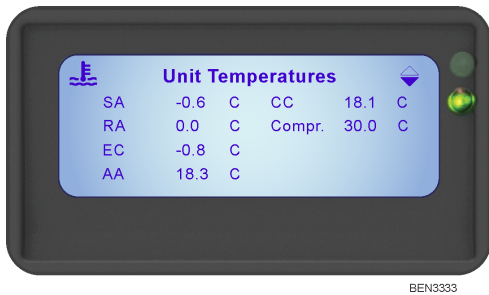 Unit Temperatures
SA -0.6 C CC 18.1 C
RA 0.0 C Compr. 30.0 C
EC -0.8 C
AA 18.3 C
BEN3333